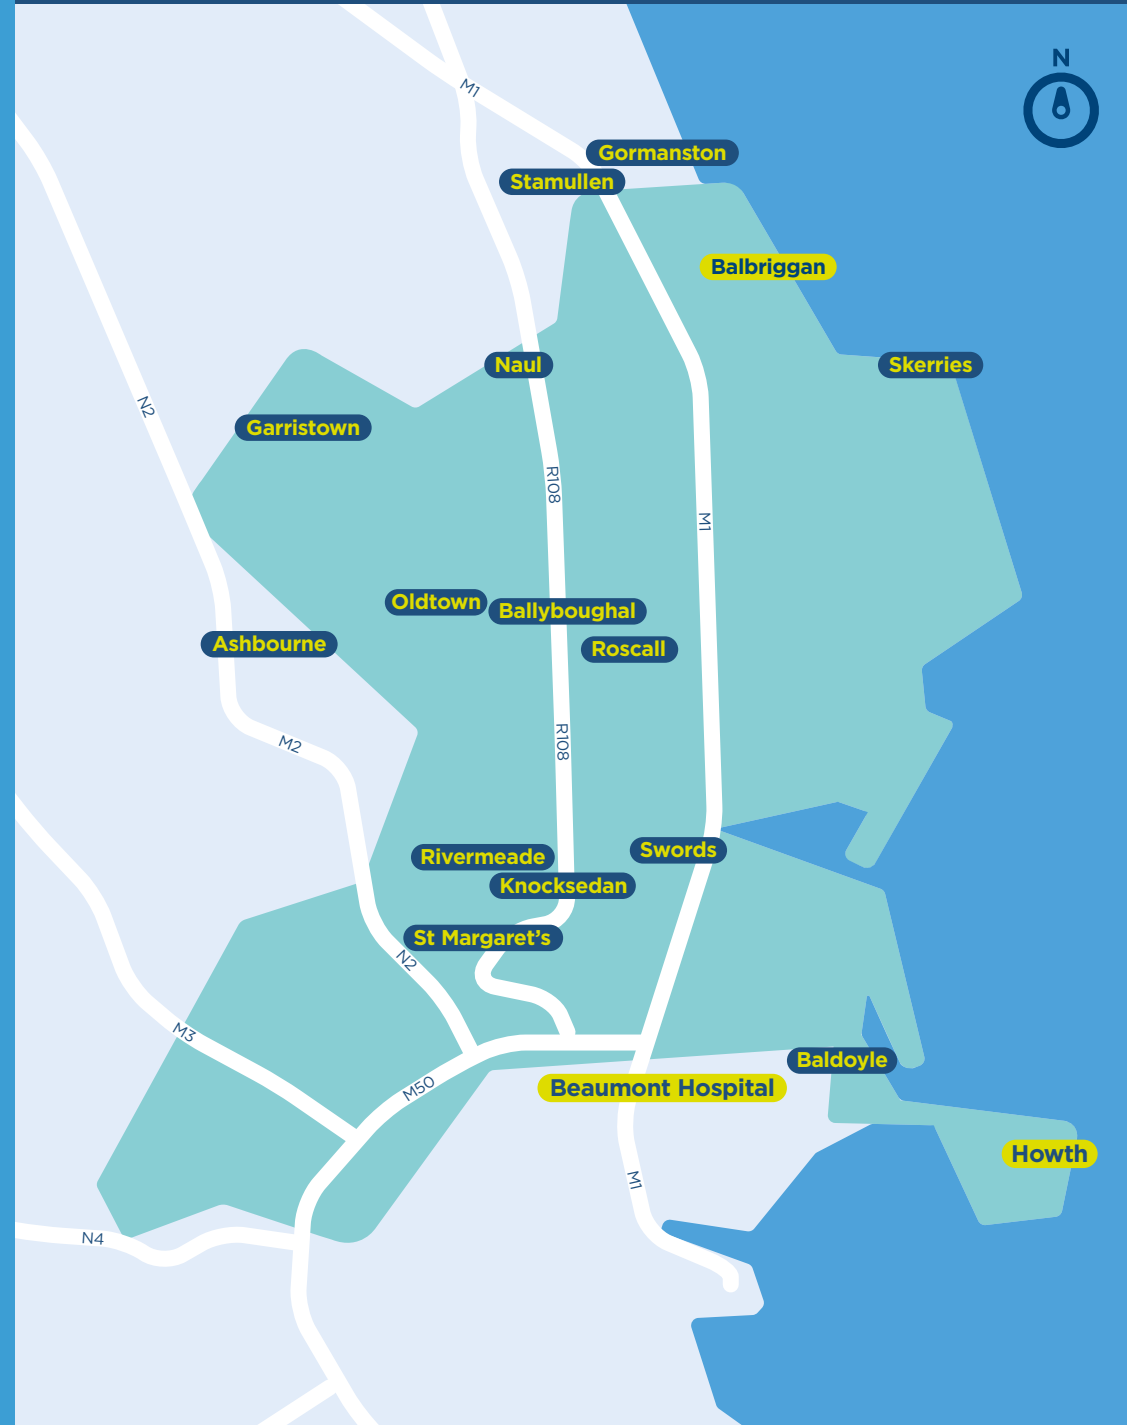 N
M1
Gormanston
Stamullen
Balbriggan
Naul
Skerries
N2
Garristown
R108
M1
Oldtown
Ballyboughal
Ashbourne
Roscall
M2
R108
Rivermeade
Swords
Knocksedan
St Margaret's
N2
M3
M50
Baldoyle
Beaumont Hospital
Howth
M1
N4